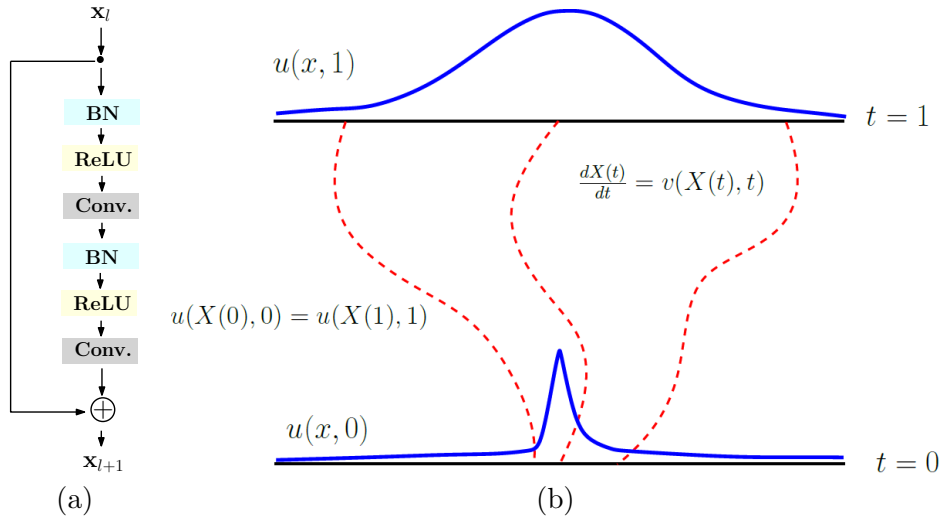 x_l
BN
ReLU
Conv.
BN
ReLU
Conv.
x_{l+1}
(a)
u(x, 1)
t = 1
\frac{dX(t)}{dt} = v(X(t), t)
u(X(0), 0) = u(X(1), 1)
u(x, 0)
t = 0
(b)